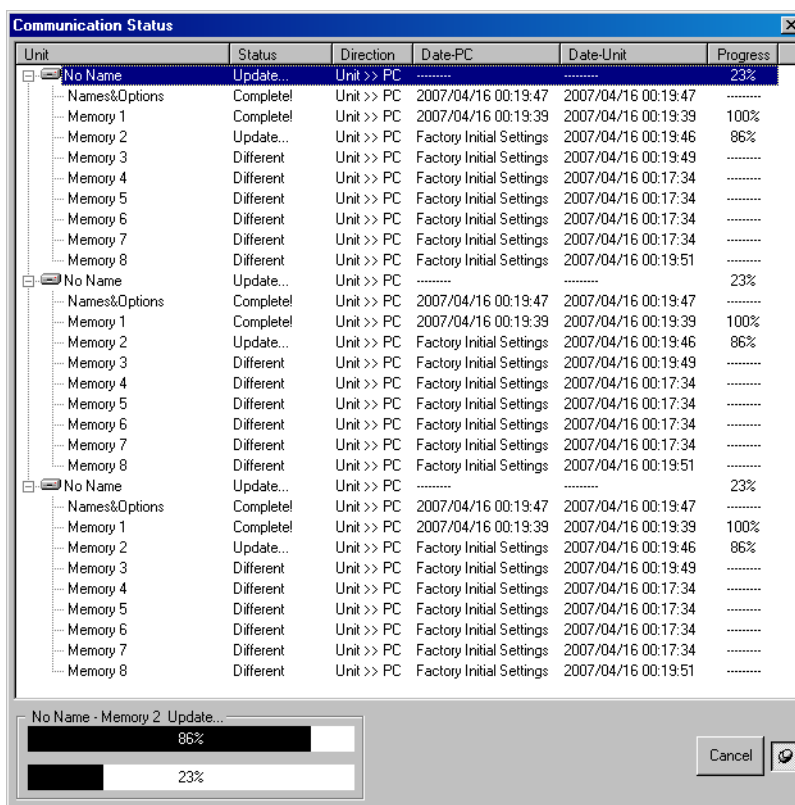 Communication Status
Unit Status Direction Date-PC Date-Unit Progress
No Name Update... Unit >> PC --------- --------- 23%
Names&Options Complete! Unit >> PC 2007/04/16 00:19:47 2007/04/16 00:19:47 ---------
Memory 1 Complete! Unit >> PC 2007/04/16 00:19:39 2007/04/16 00:19:39 100%
Memory 2 Update... Unit >> PC Factory Initial Settings 2007/04/16 00:19:46 86%
Memory 3 Different Unit >> PC Factory Initial Settings 2007/04/16 00:19:49 ---------
Memory 4 Different Unit >> PC Factory Initial Settings 2007/04/16 00:17:34 ---------
Memory 5 Different Unit >> PC Factory Initial Settings 2007/04/16 00:17:34 ---------
Memory 6 Different Unit >> PC Factory Initial Settings 2007/04/16 00:17:34 ---------
Memory 7 Different Unit >> PC Factory Initial Settings 2007/04/16 00:17:34 ---------
Memory 8 Different Unit >> PC Factory Initial Settings 2007/04/16 00:19:51 ---------
No Name Update... Unit >> PC --------- --------- 23%
Names&Options Complete! Unit >> PC 2007/04/16 00:19:47 2007/04/16 00:19:47 ---------
Memory 1 Complete! Unit >> PC 2007/04/16 00:19:39 2007/04/16 00:19:39 100%
Memory 2 Update... Unit >> PC Factory Initial Settings 2007/04/16 00:19:46 86%
Memory 3 Different Unit >> PC Factory Initial Settings 2007/04/16 00:19:49 ---------
Memory 4 Different Unit >> PC Factory Initial Settings 2007/04/16 00:17:34 ---------
Memory 5 Different Unit >> PC Factory Initial Settings 2007/04/16 00:17:34 ---------
Memory 6 Different Unit >> PC Factory Initial Settings 2007/04/16 00:17:34 ---------
Memory 7 Different Unit >> PC Factory Initial Settings 2007/04/16 00:17:34 ---------
Memory 8 Different Unit >> PC Factory Initial Settings 2007/04/16 00:19:51 ---------
No Name Update... Unit >> PC --------- --------- 23%
Names&Options Complete! Unit >> PC 2007/04/16 00:19:47 2007/04/16 00:19:47 ---------
Memory 1 Complete! Unit >> PC 2007/04/16 00:19:39 2007/04/16 00:19:39 100%
Memory 2 Update... Unit >> PC Factory Initial Settings 2007/04/16 00:19:46 86%
Memory 3 Different Unit >> PC Factory Initial Settings 2007/04/16 00:19:49 ---------
Memory 4 Different Unit >> PC Factory Initial Settings 2007/04/16 00:17:34 ---------
Memory 5 Different Unit >> PC Factory Initial Settings 2007/04/16 00:17:34 ---------
Memory 6 Different Unit >> PC Factory Initial Settings 2007/04/16 00:17:34 ---------
Memory 7 Different Unit >> PC Factory Initial Settings 2007/04/16 00:17:34 ---------
Memory 8 Different Unit >> PC Factory Initial Settings 2007/04/16 00:19:51 ---------
No Name - Memory 2 Update...
86%
Cancel
23%